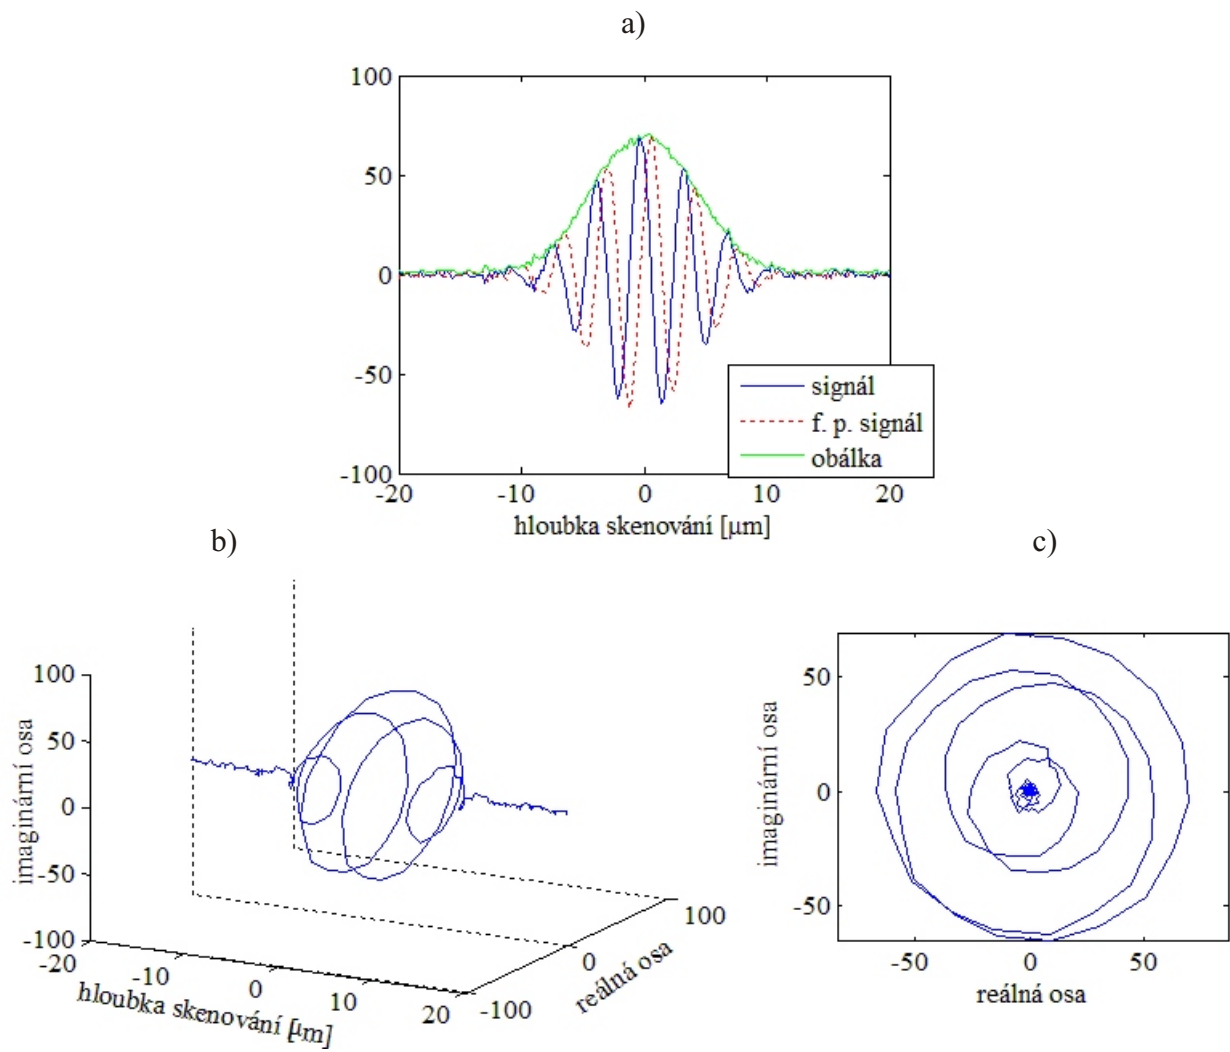 a)
100
50
0
-50
-100
-20
-10
0
10
20
signál
f. p. signál
obálka
hloubka skenování [µm]
b)
c)
imaginární osa
100
50
0
-50
-100
-20
-10
0
10
20
hloubka skenování [µm]
-100
0
100
reálná osa
imaginární osa
50
0
-50
-50
0
50
reálná osa